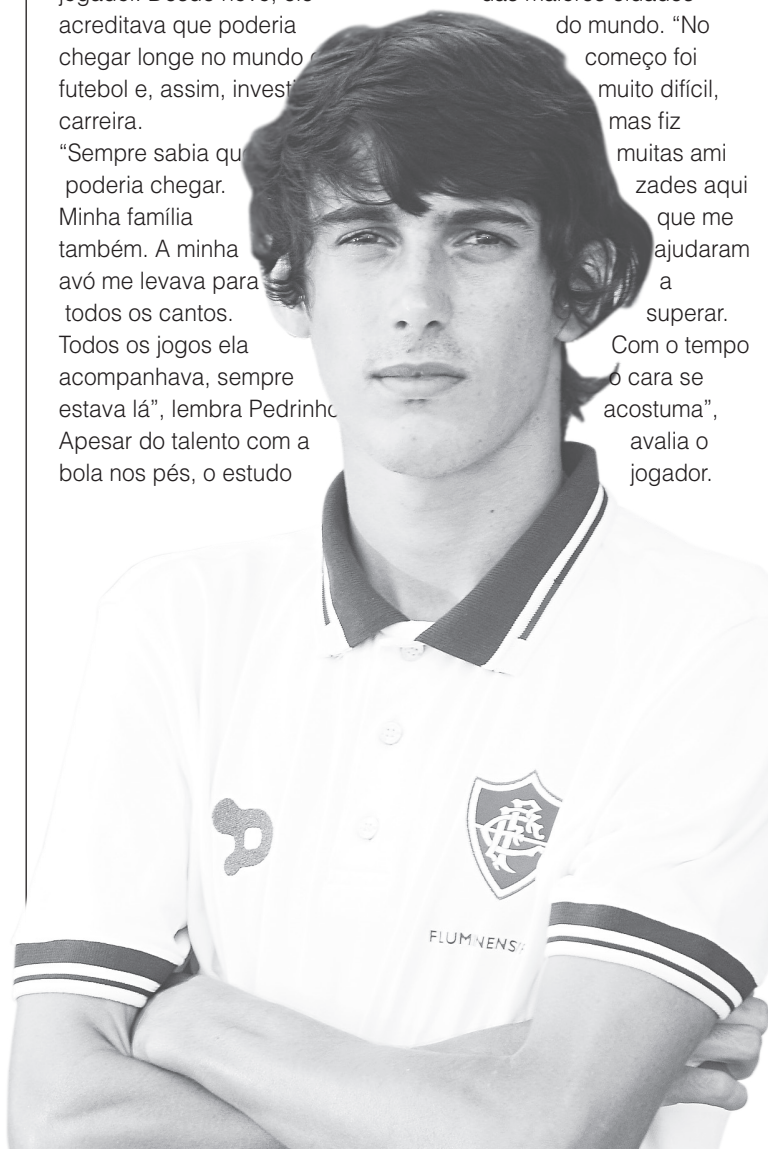 acreditava que poderia
chegar longe no mundo
futebol e, assim,
carreira.
“Sempre sabia
poderia chegar.
Minha família
também. A minha
avó me levava para
todos os cantos.
Todos os jogos ela
acompanhava, sempre
estava lá”, lembra Pedrinho
Apesar do talento com a
bola nos pés, o estudo
do mundo. “No
começo foi
muito difícil,
mas fiz
muitas ami
zades aqui
que me
ajudaram
a
superar.
Com o tempo
o cara se
acostuma”,
avalia o
jogador.